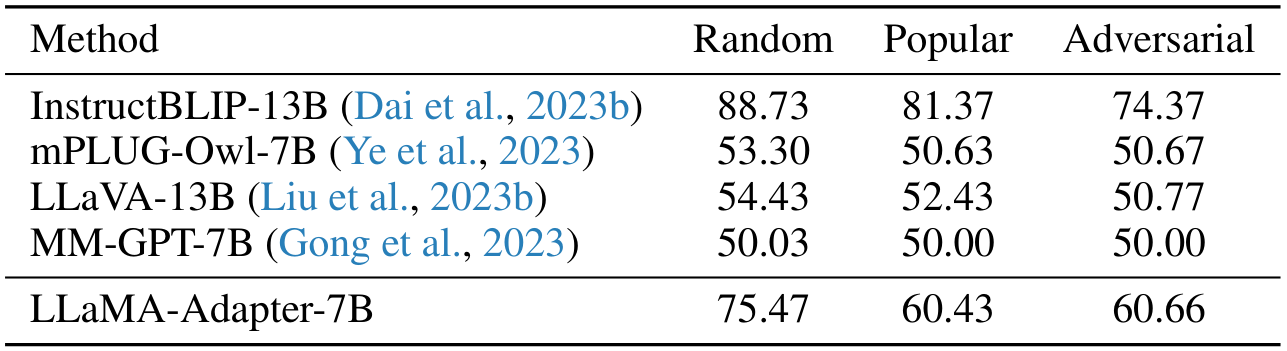 Method Random Popular Adversarial
InstructBLIP-13B (Dai et al., 2023b) 88.73 81.37 74.37
mPLUG-Owl-7B (Ye et al., 2023) 53.30 50.63 50.67
LLaVA-13B (Liu et al., 2023b) 54.43 52.43 50.77
MM-GPT-7B (Gong et al., 2023) 50.03 50.00 50.00
LLaMA-Adapter-7B 75.47 60.43 60.66